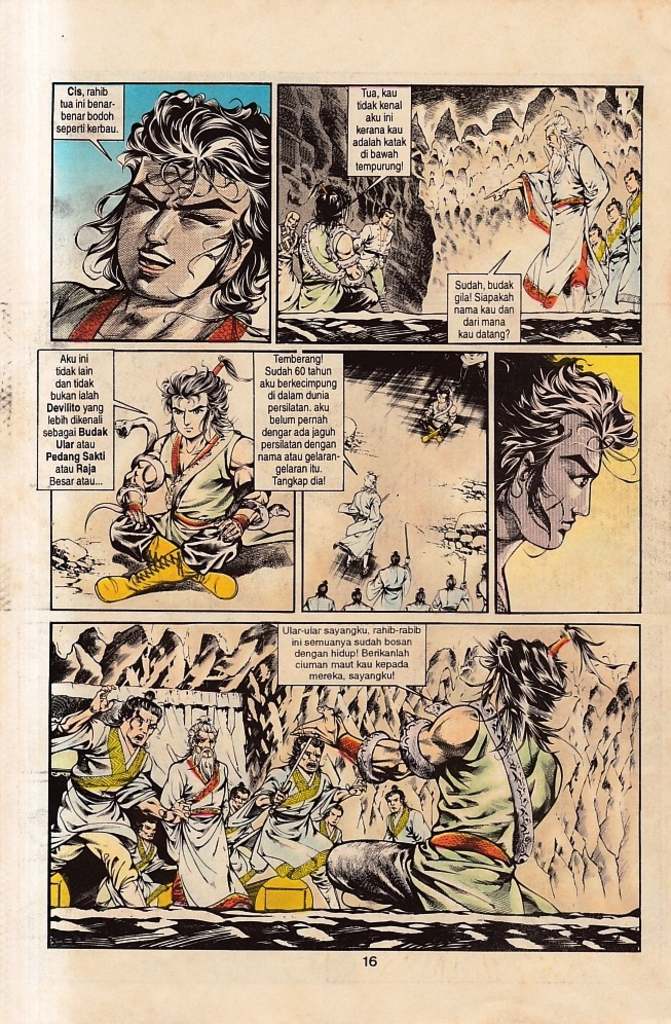 Cis, rahib
tua ini benar-
benar bodoh
seperti kerbau.
Tua, kau
tidak kenal
aku ini
kerana kau
adalah katak
di bawah
tempurung!
Sudah, budak
gila! Siapakah
nama kau dan
dari mana
kau datang?
Aku ini
tidak lain
dan tidak
bukan ialah
Devilito yang
lebih dikenali
sebagai Budak
Ular atau
Pedang Sakti
atau Raja
Besar atau...
Temberang!
Sudah 60 tahun
aku berkecimpung
di dalam dunia
persilatan. aku
belum pernah
dengar ada jaguh
persilatan dengan
nama atau gelaran-
gelaran itu.
Tangkap dia!
Ular-ular sayangku, rahib-rabib
ini semuanya sudah bosan
dengan hidup! Berikanlah
ciuman maut kau kepada
mereka, sayangku!
16